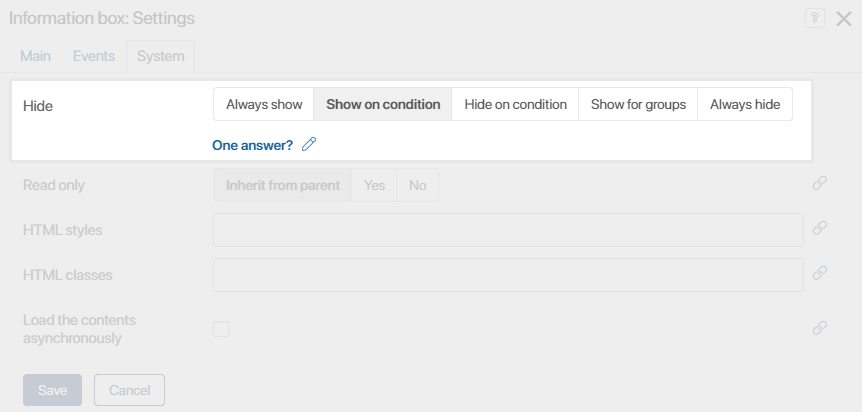 Information box: Settings
?
Main Events System
Hide Always show Show on condition Hide on condition Show for groups Always hide
One answer?
Read only Inherit from parent Yes No
HTML styles
HTML classes
Load the contents
asynchronously
Save Cancel